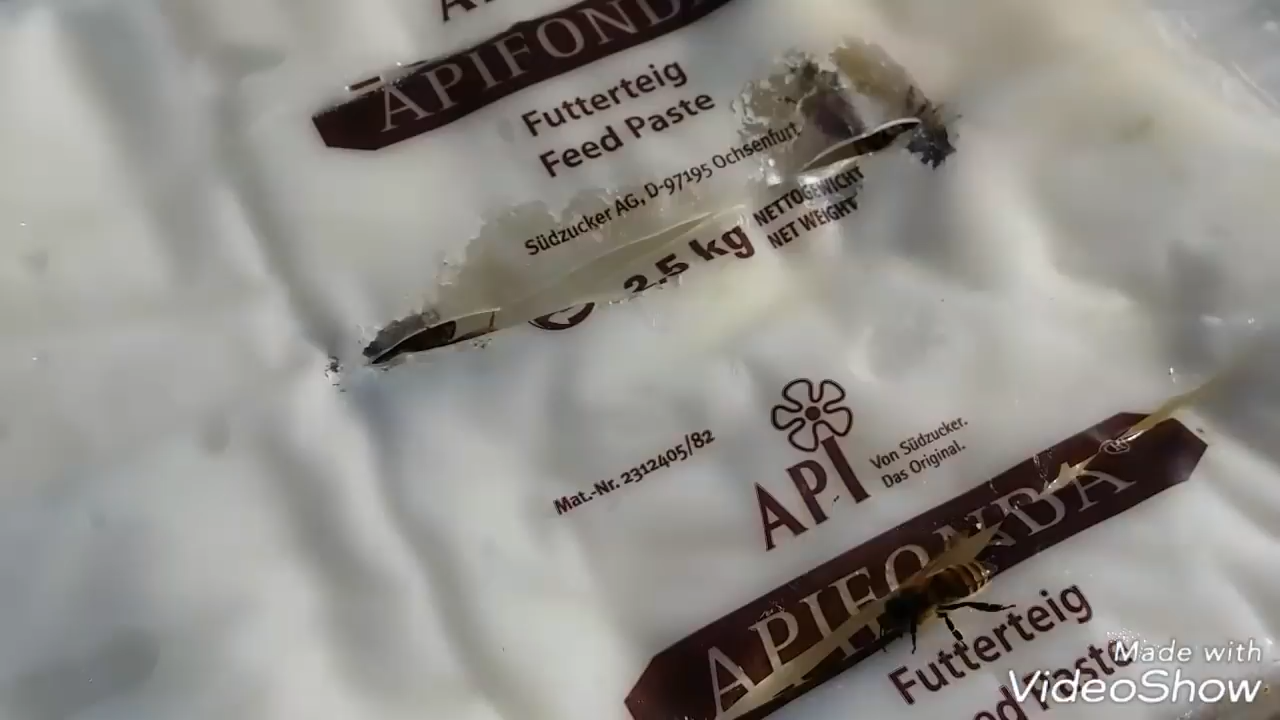 APIFONDA
Futterteig
Feed Paste
Südzucker AG, D-97195 Ochsenfurt
2,5 kg
NETTOGEWICHT
NET WEIGHT
Mat.-Nr. 2312405/82
API
Von Südzucker.
Das Original.
APIFONDA®
Futterteig
Paste
Made with
VideoShow